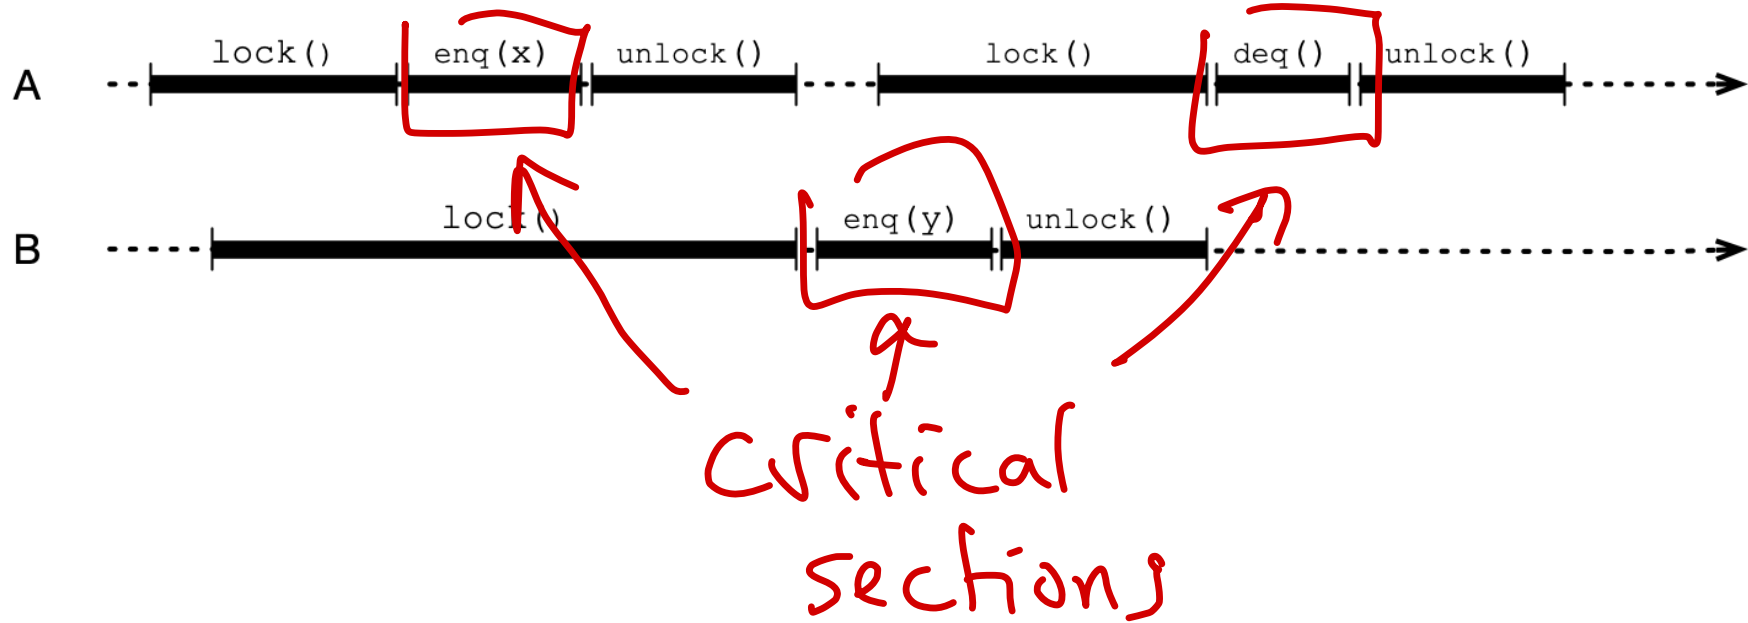 lock() enq(x) unlock() lock() deq() unlock()
A
lock() enq(y) unlock()
B
critical
sections